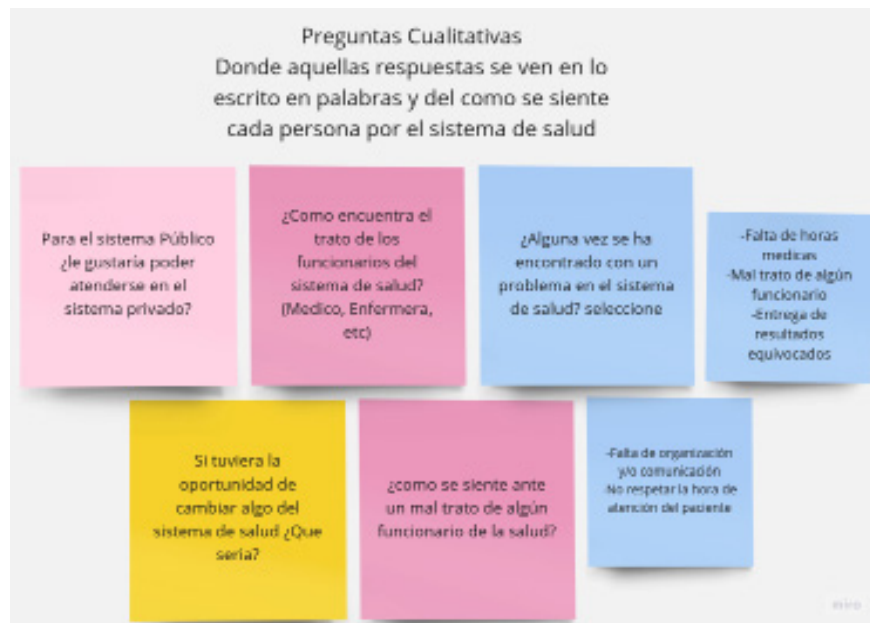 Preguntas Cualitativas
Donde aquellas respuestas se ven en lo
escrito en palabras y del como se siente
cada persona por el sistema de salud
Para el sistema Público
¿le gustaría poder
atenderse en el
sistema privado?
¿Como encuentra el
trato de los
funcionarios del
sistema de salud?
(Medico, Enfermera,
etc)
¿Alguna vez se ha
encontrado con un
problema en el sistema
de salud? seleccione
-Falta de horas
medicas
-Mal trato de algún
funcionario
-Entrega de
resultados
equivocados
Si tuviera la
oportunidad de
cambiar algo del
sistema de salud ¿Que
seria?
¿como se siente ante
un mal trato de algún
funcionario de la salud?
-Falta de organización
y/o comunicación
-No respetar la hora de
atención del paciente
miro